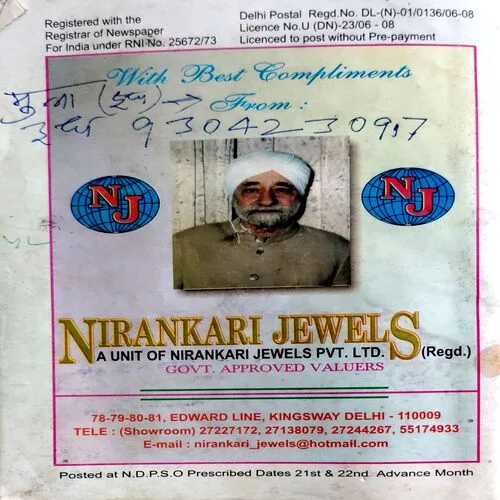 Registered with the
Registrar of Newspaper
For India under RNI No. 25672/73
Delhi Postal Regd.No. DL-(N)-01/0136/06-08
Licence No.U (DN)-23/06 - 08
Licenced to post without Pre-payment
With Best Compliments
From :
मुन्ना
9304230997
NJ
NJ
NIRANKARI JEWELS
A UNIT OF NIRANKARI JEWELS PVT. LTD.
(Regd.)
GOVT. APPROVED VALUERS
78-79-80-81, EDWARD LINE, KINGSWAY DELHI - 110009
TELE : (Showroom) 27227172, 27138079, 27244267, 55174933
E-mail : nirankari_jewels@hotmail.com
Posted at N.D.P.S.O Prescribed Dates 21st & 22nd Advance Month